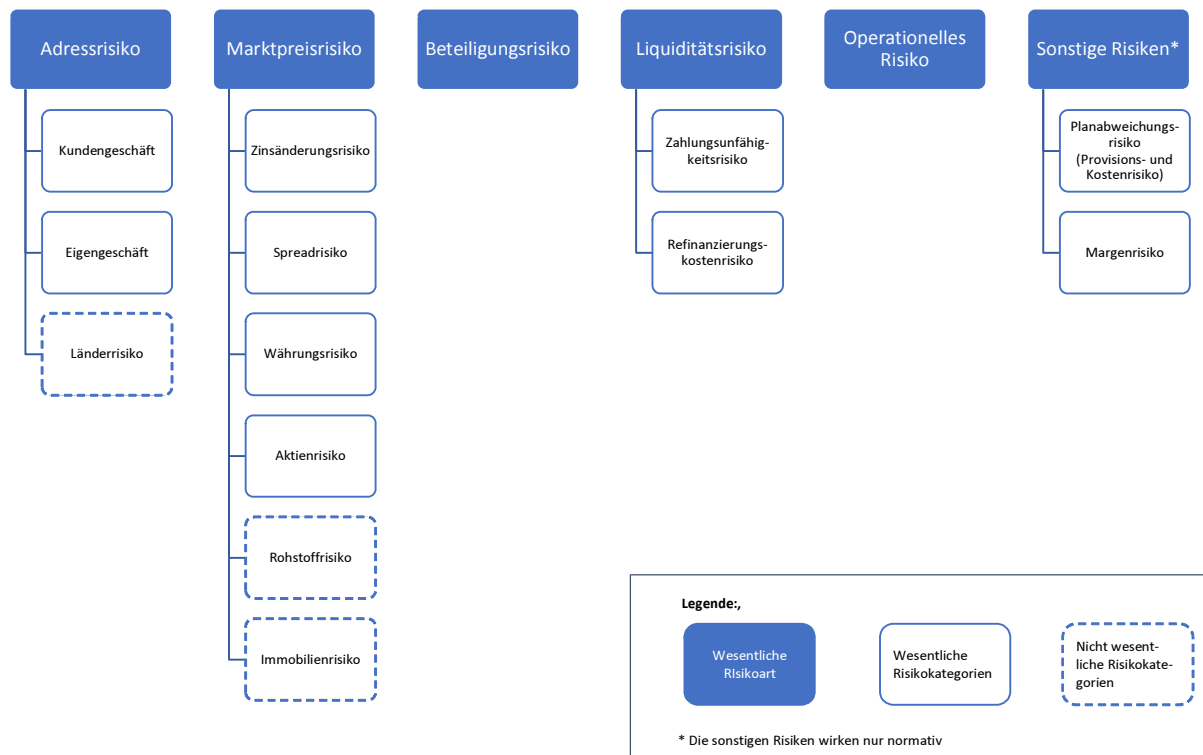 Adressrisiko
Marktpreisrisiko
Beteiligungsrisiko
Liquiditätsrisiko
Operationelles
Risiko
Sonstige Risiken*
Kundengeschäft
Eigengeschäft
Länderrisiko
Zinsänderungsrisiko
Spreadrisiko
Währungsrisiko
Aktienrisiko
Rohstoffrisiko
Immobilienrisiko
Zahlungsunfähig-
keitsrisiko
Refinanzierungs-
kostenrisiko
Planabweichungs-
risiko
(Provisions- und
Kostenrisiko)
Margenrisiko
Legende:,
Wesentliche
RIsikoart
Wesentliche
Risikokategorien
Nicht wesent-
liche Risikokate-
gorien
* Die sonstigen Risiken wirken nur normativ